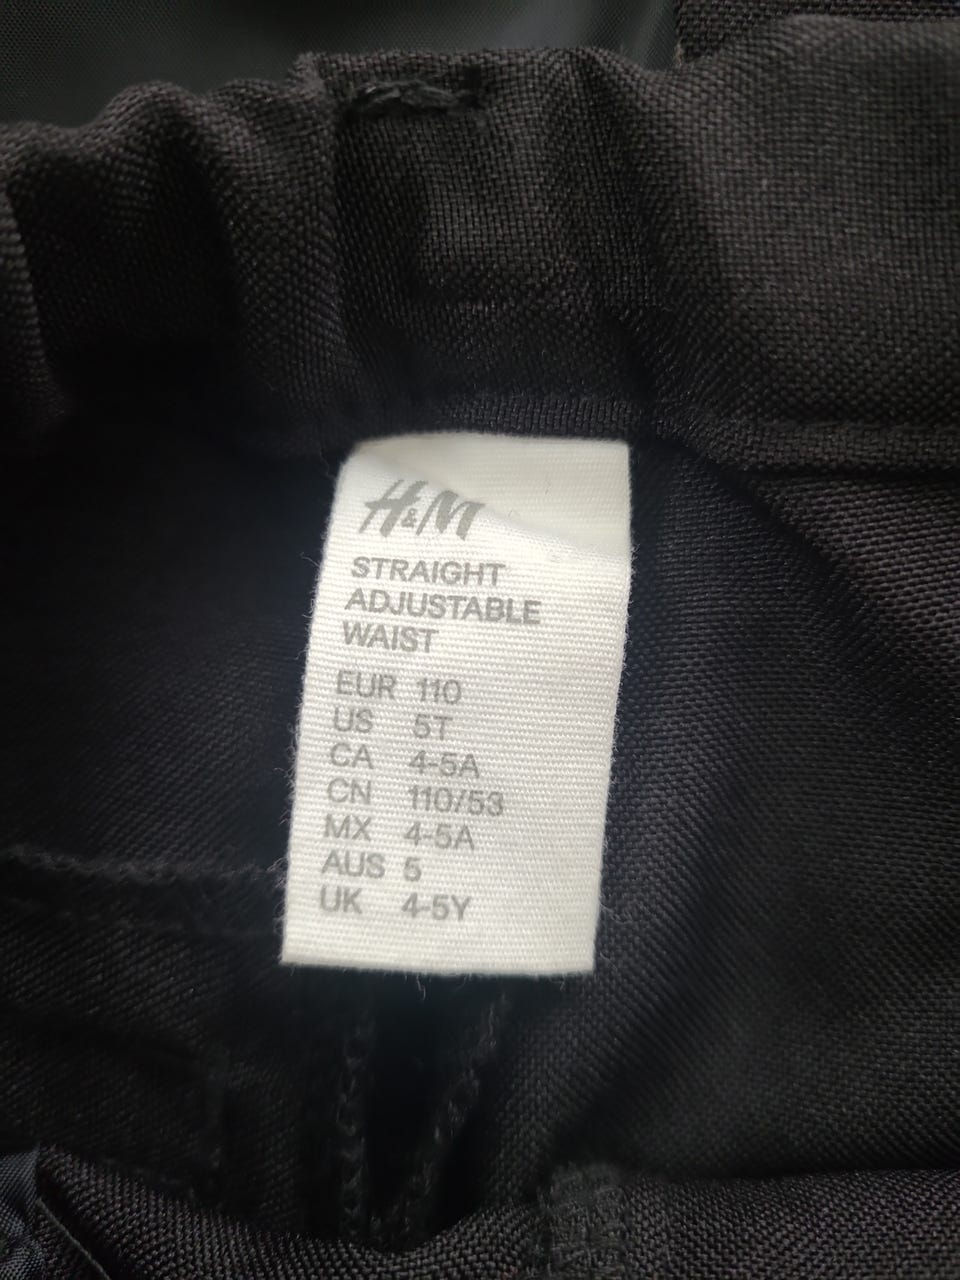 H&M
STRAIGHT
ADJUSTABLE
WAIST
EUR 110
US 5T
CA 4-5A
CN 110/53
MX 4-5A
AUS 5
UK 4-5Y